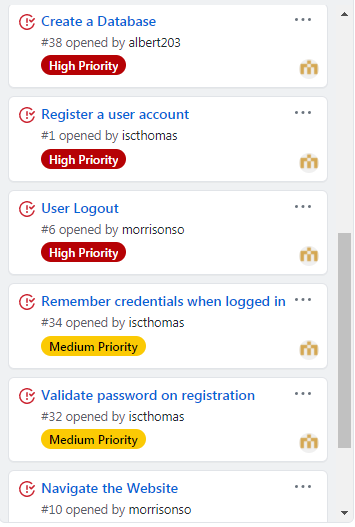 Create a Database
#38 opened by albert203
High Priority
Register a user account
#1 opened by iscthomas
High Priority
User Logout
#6 opened by morrisonso
High Priority
Remember credentials when logged in
#34 opened by iscthomas
Medium Priority
Validate password on registration
#32 opened by iscthomas
Medium Priority
Navigate the Website
#10 opened by morrisonso